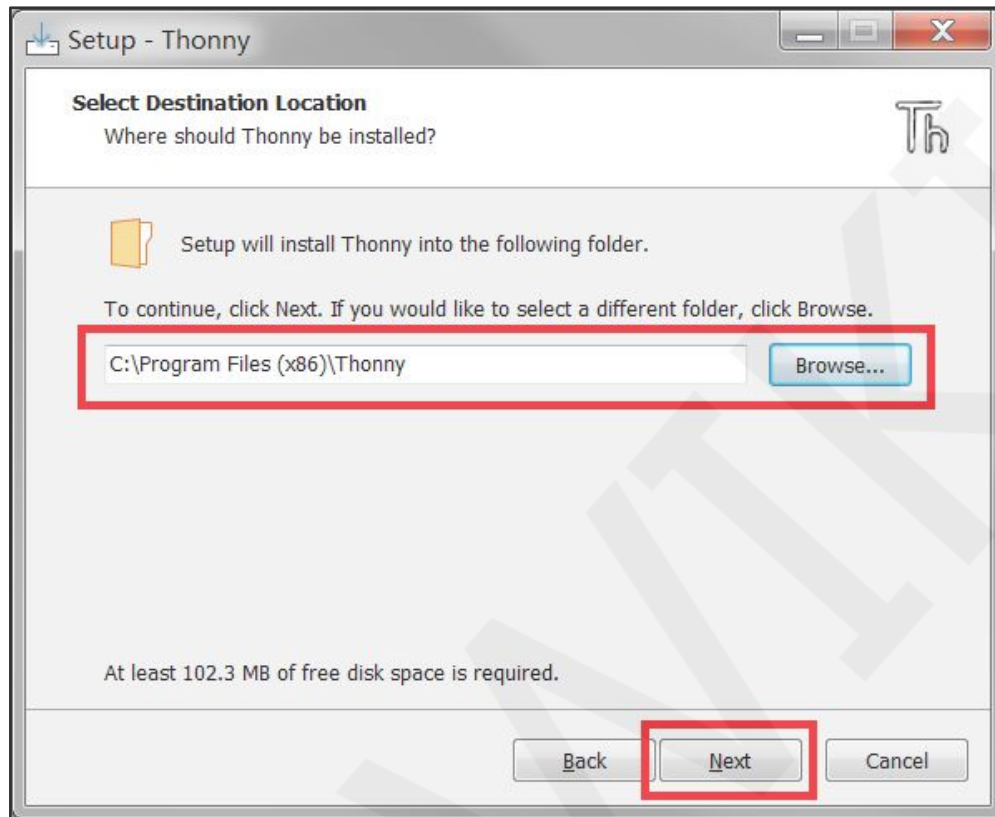 Setup - Thonny
Select Destination Location
Where should Thonny be installed?
Th
Setup will install Thonny into the following folder.
To continue, click Next. If you would like to select a different folder, click Browse.
C:\Program Files (x86)\Thonny
Browse...
At least 102.3 MB of free disk space is required.
Back
Next
Cancel